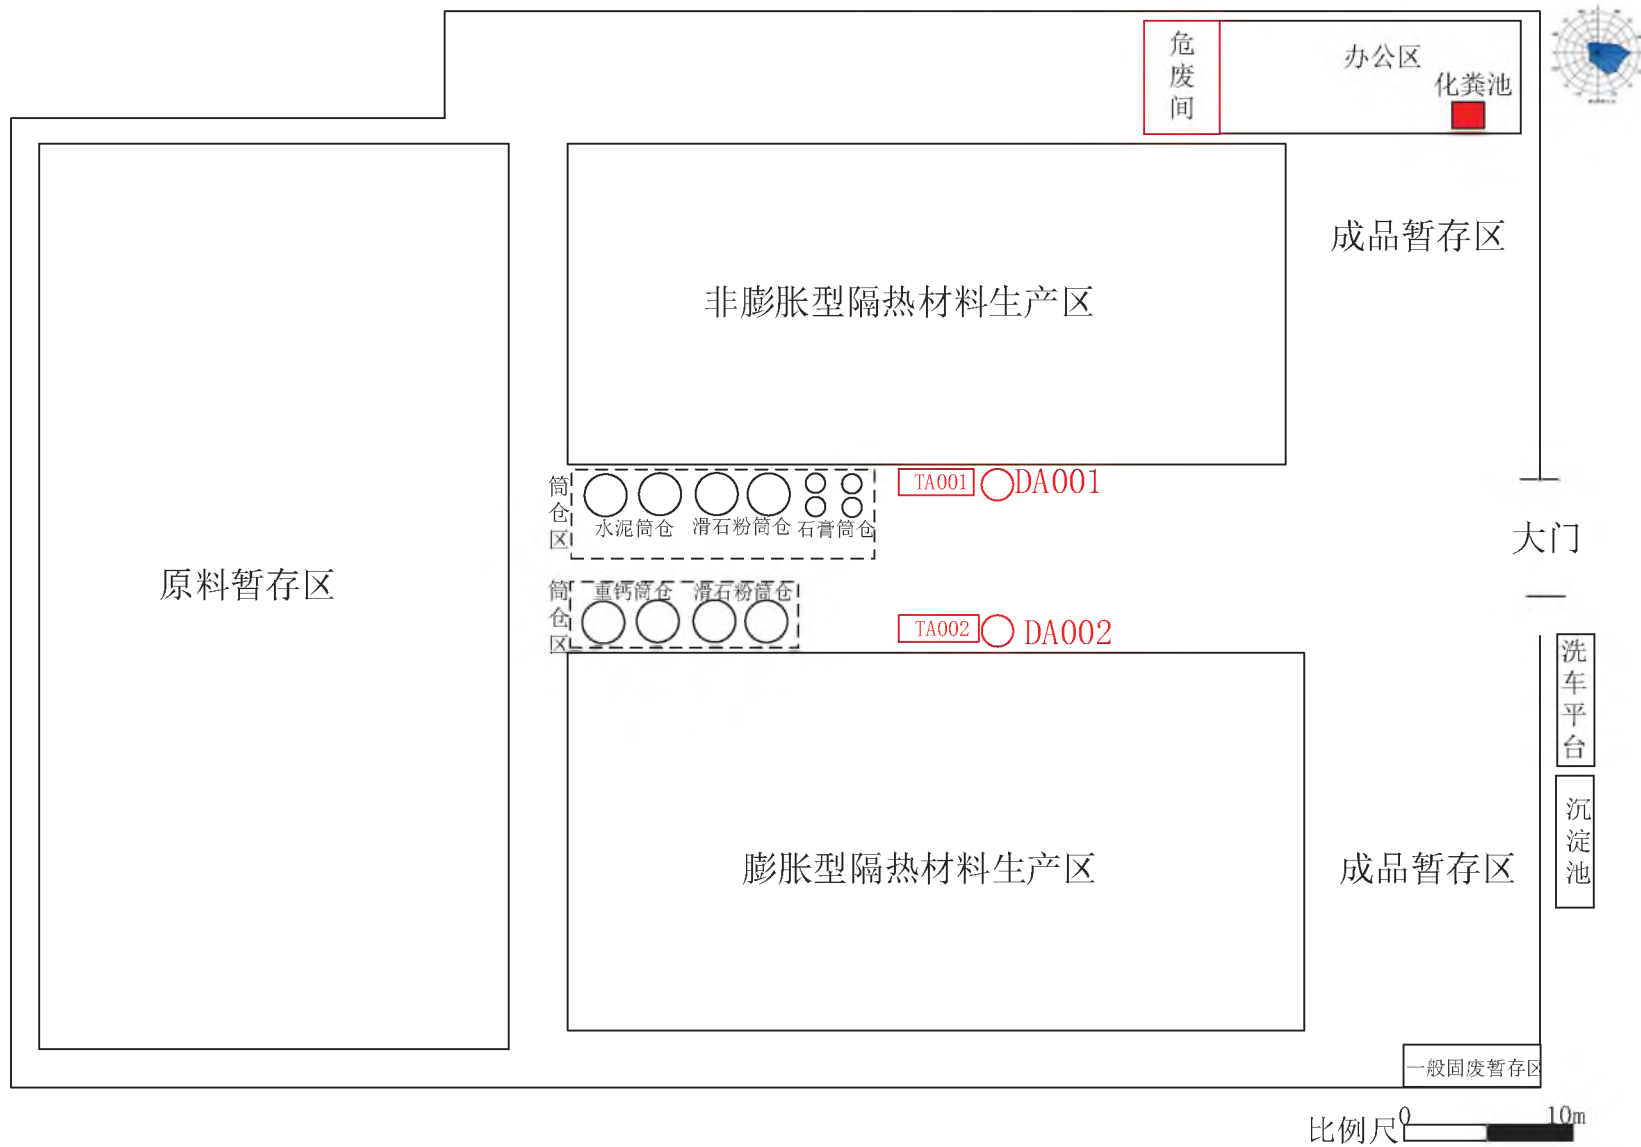 危废间
办公区
化粪池
成品暂存区
非膨胀型隔热材料生产区
筒仓区
水泥筒仓
滑石粉筒仓
石膏筒仓
TA001
DA001
大门
原料暂存区
筒仓区
重钙筒仓
滑石粉筒仓
TA002
DA002
洗车平台
沉淀池
膨胀型隔热材料生产区
成品暂存区
一般固废暂存区
比例尺
0
10m